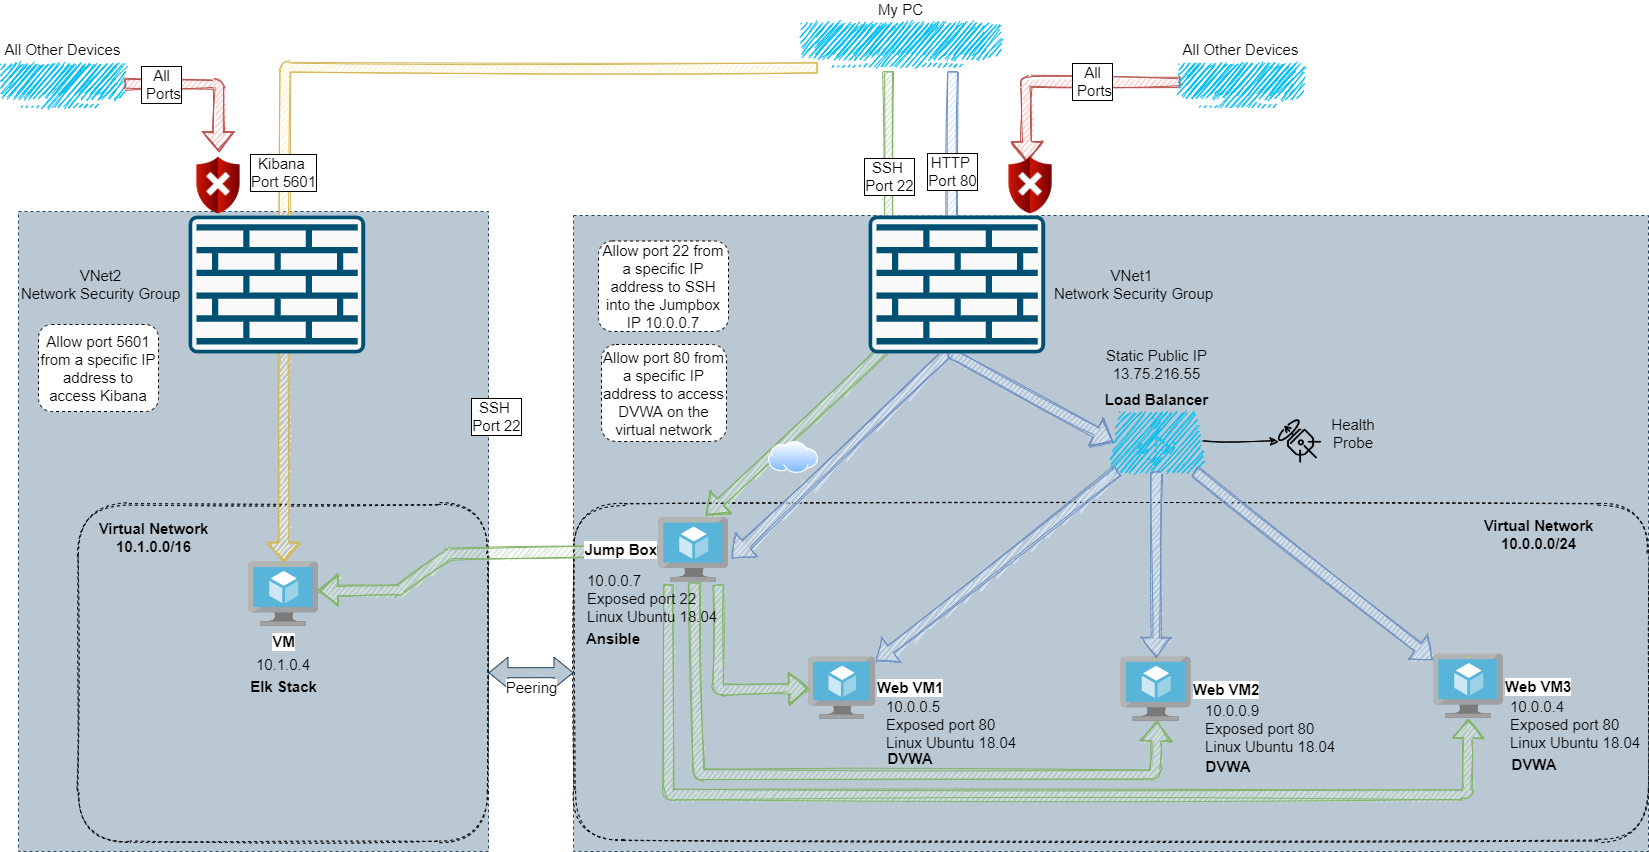 My PC
All Other Devices
All
Ports
All Other Devices
All
Ports
Kibana
Port 5601
SSH
Port 22
HTTP
Port 80
VNet2
Network Security Group
Allow port 5601
from a specific IP
address to
access Kibana
Allow port 22 from
a specific IP
address to SSH
into the Jumpbox
IP 10.0.0.7
Allow port 80 from
a specific IP
address to access
DVWA on the
virtual network
VNet1
Network Security Group
Static Public IP
13.75.216.55
Load Balancer
Health
Probe
SSH
Port 22
Virtual Network
10.1.0.0/16
Virtual Network
10.0.0.0/24
Jump Box
10.0.0.7
Exposed port 22
Linux Ubuntu 18.04
Ansible
VM
10.1.0.4
Elk Stack
Peering
Web VM1
10.0.0.5
Exposed port 80
Linux Ubuntu 18.04
DVWA
Web VM2
10.0.0.9
Exposed port 80
Linux Ubuntu 18.04
DVWA
Web VM3
10.0.0.4
Exposed port 80
Linux Ubuntu 18.04
DVWA